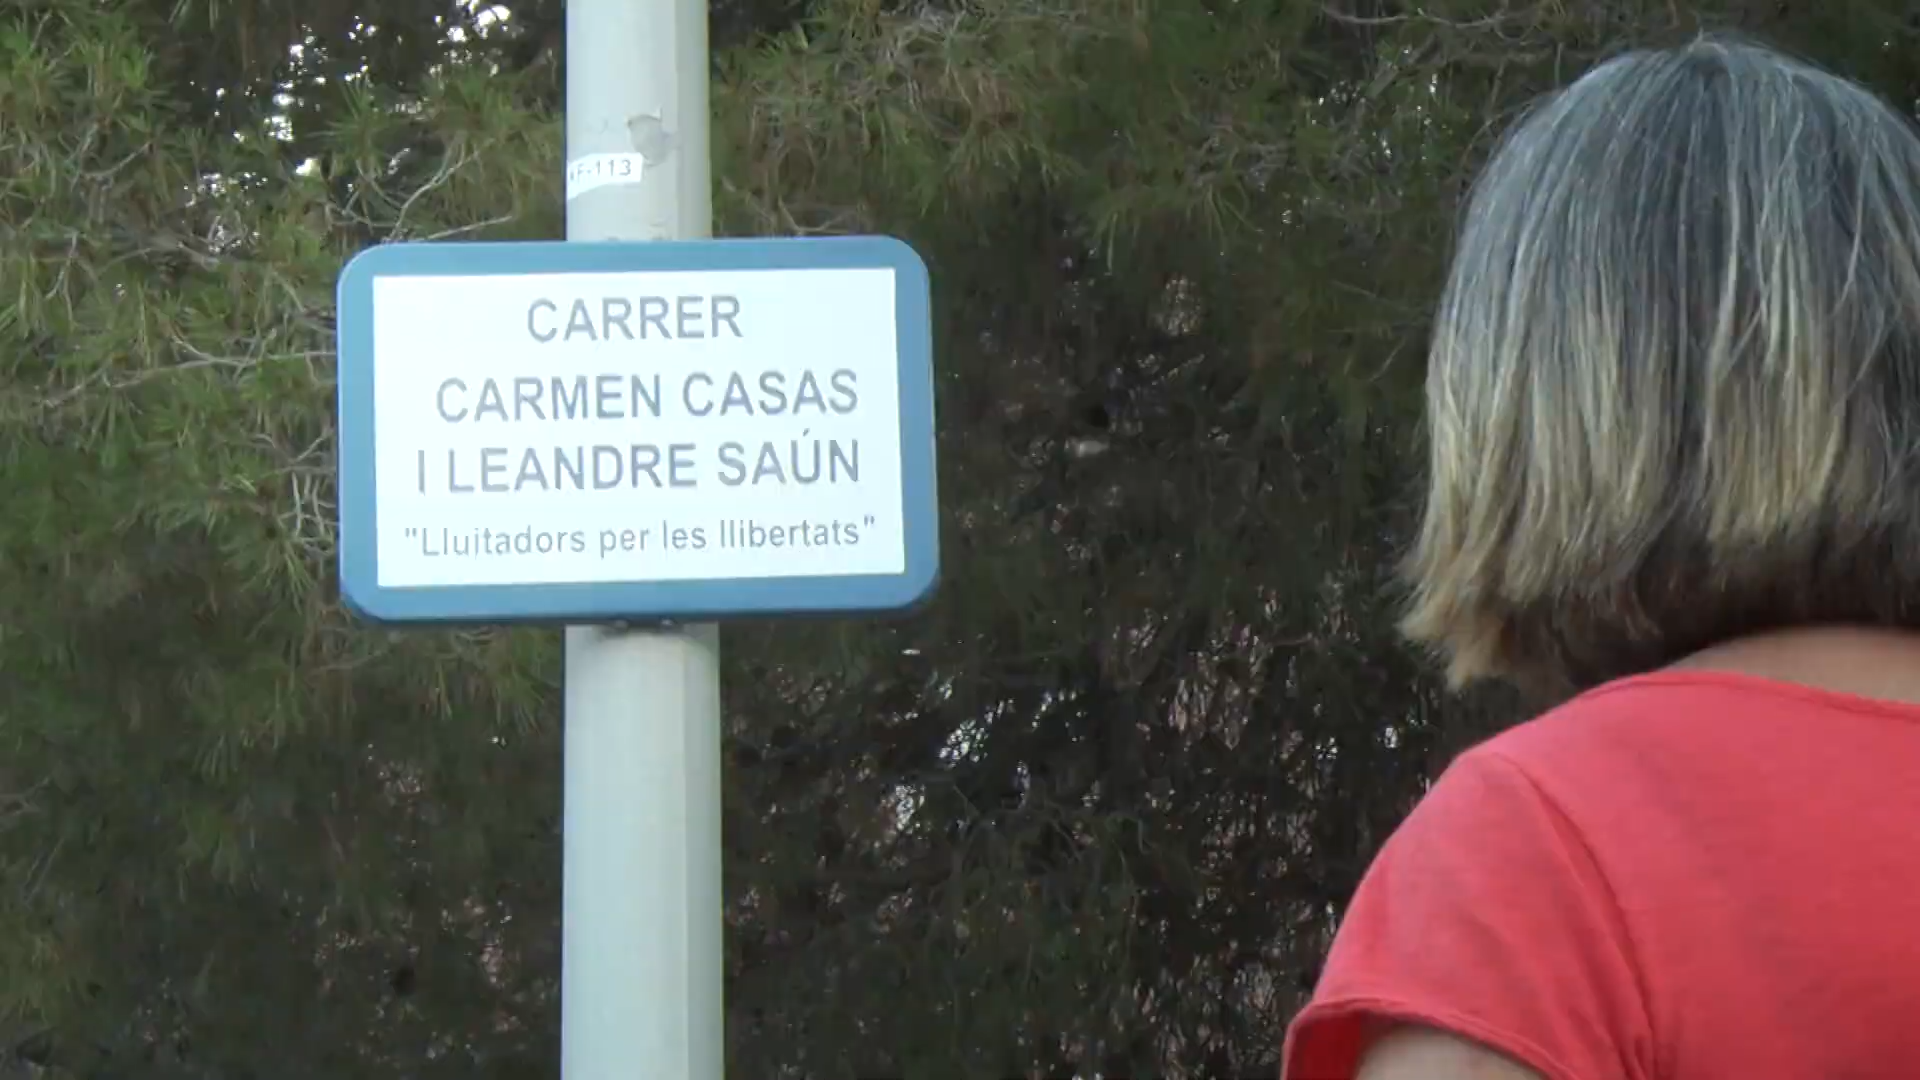 F-113
CARRER
CARMEN CASAS
I LEANDRE SAÚN
"Lluitadors per les llibertats"